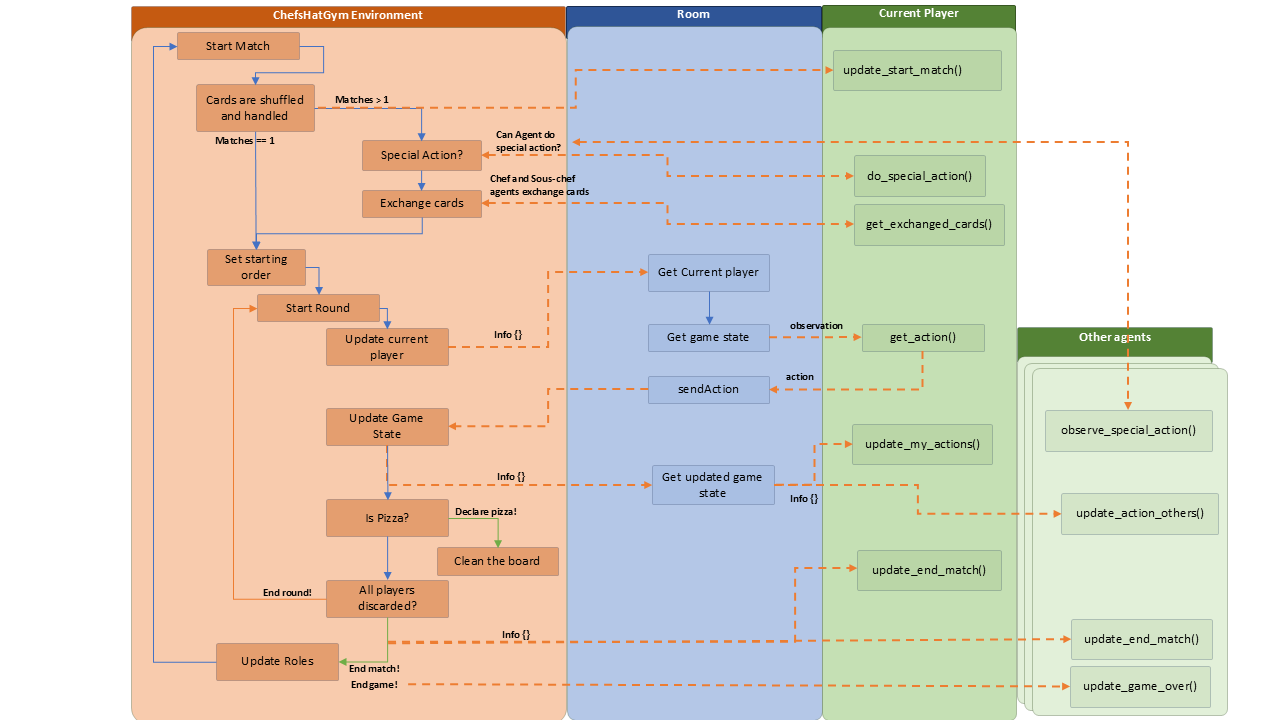 ChefsHatGym Environment
Room
Current Player
Start Match
update_start_match()
Cards are shuffled
and handled
Matches > 1
Matches == 1
Special Action?
Can Agent do
special action?
do_special_action()
Exchange cards
Chef and Sous-chef
agents exchange cards
get_exchanged_cards()
Set starting
order
Get Current player
Start Round
Update current
player
Info {}
Get game state
observation
get_action()
Other agents
sendAction
action
Update Game
State
observe_special_action()
update_my_actions()
Info {}
Get updated game
state
Info {}
update_action_others()
Is Pizza?
Declare pizza!
Clean the board
update_end_match()
All players
discarded?
End round!
Info {}
update_end_match()
Update Roles
End match!
End game!
update_game_over()